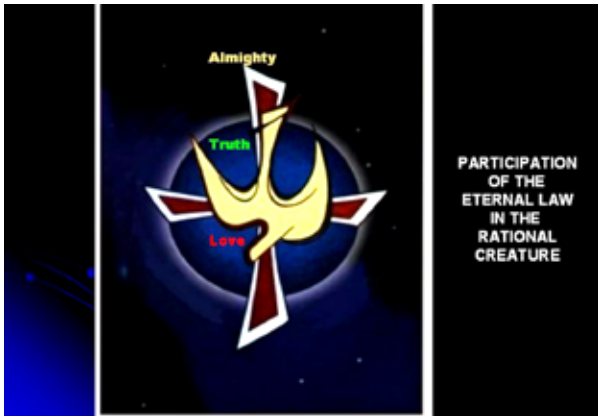 Almighty
Truth
Love
PARTICIPATION
OF THE
ETERNAL LAW
IN THE
RATIONAL
CREATURE